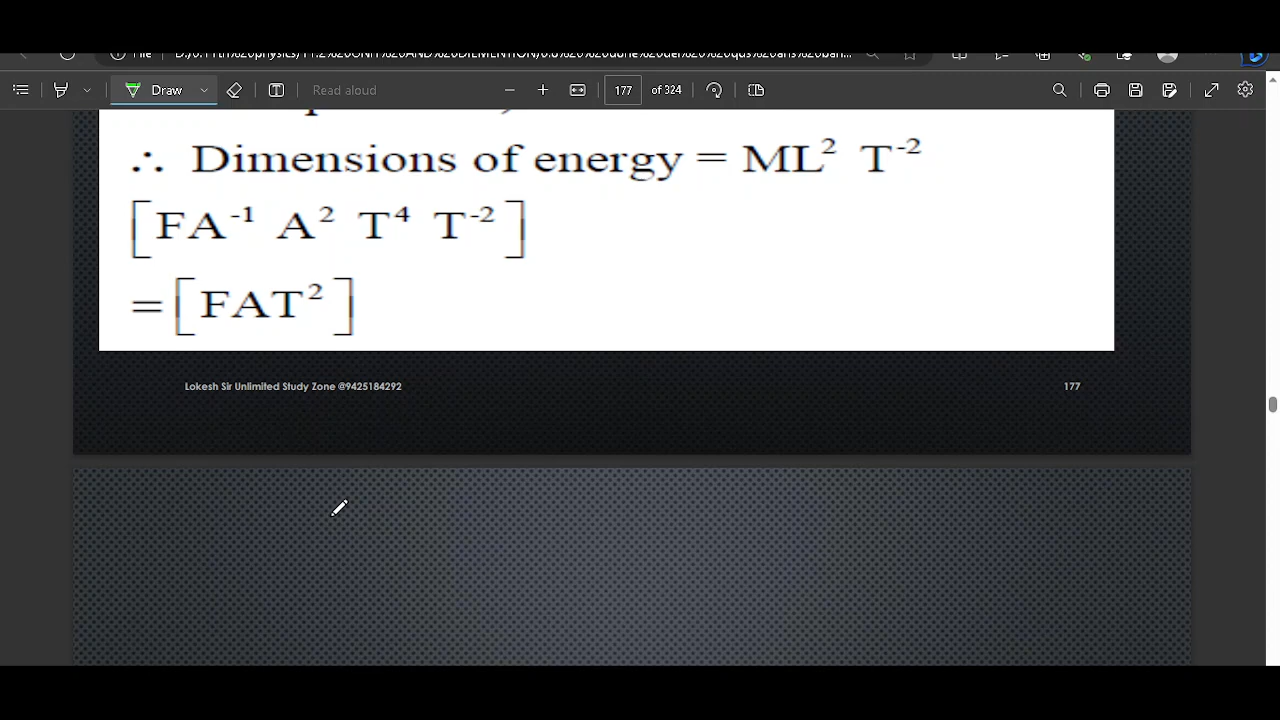 Draw
Read aloud
177 of 324
∴ Dimensions of energy = ML² T⁻²
[FA⁻¹ A² T⁴ T⁻²]
= [FAT²]
Lokesh Sir Unlimited Study Zone @9425184292
177